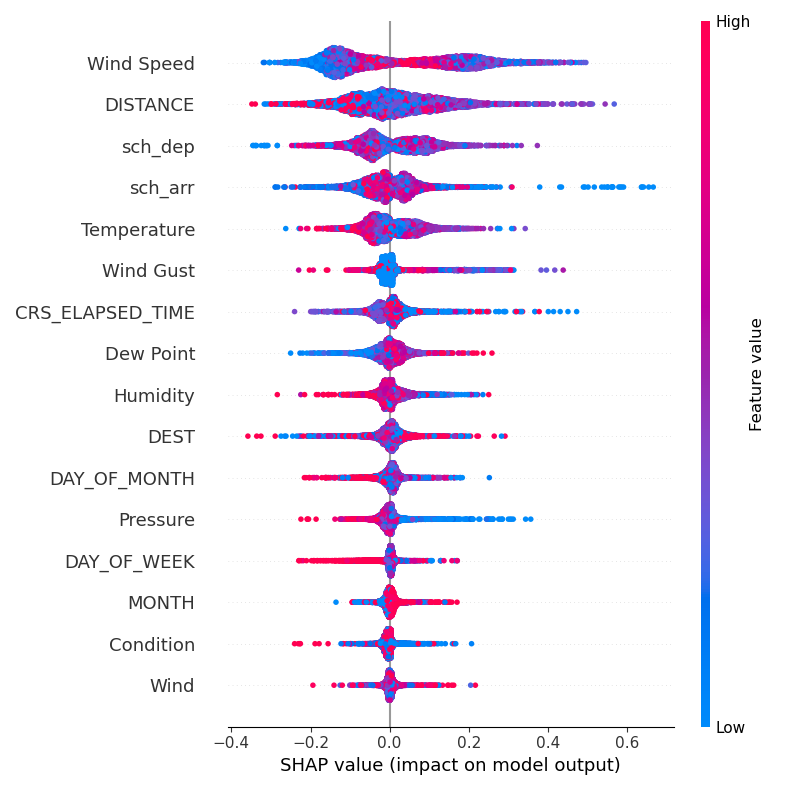 High
Wind Speed
DISTANCE
sch_dep
sch_arr
Temperature
Wind Gust
CRS_ELAPSED_TIME
Dew Point
Humidity
DEST
DAY_OF_MONTH
Pressure
DAY_OF_WEEK
MONTH
Condition
Wind
Feature value
Low
−0.4 −0.2 0.0 0.2 0.4 0.6
SHAP value (impact on model output)